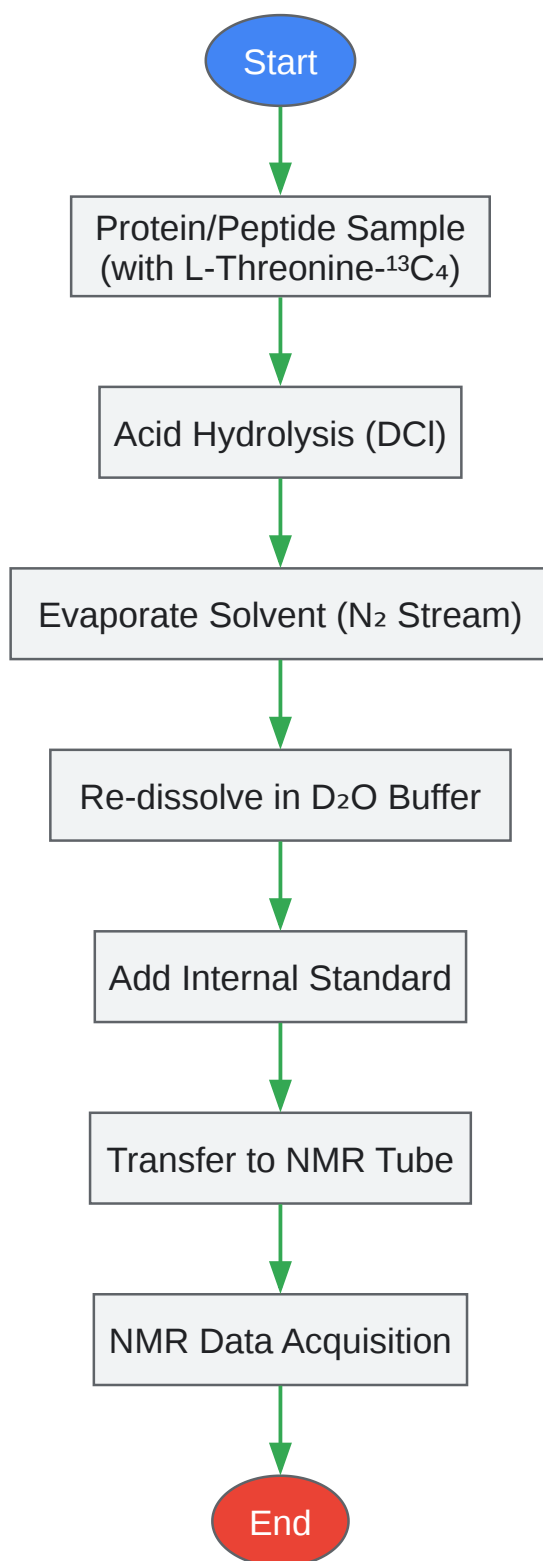 Start
Protein/Peptide Sample
(with L-Threonine-¹³C₄)
Acid Hydrolysis (DCl)
Evaporate Solvent (N₂ Stream)
Re-dissolve in D₂O Buffer
Add Internal Standard
Transfer to NMR Tube
NMR Data Acquisition
End